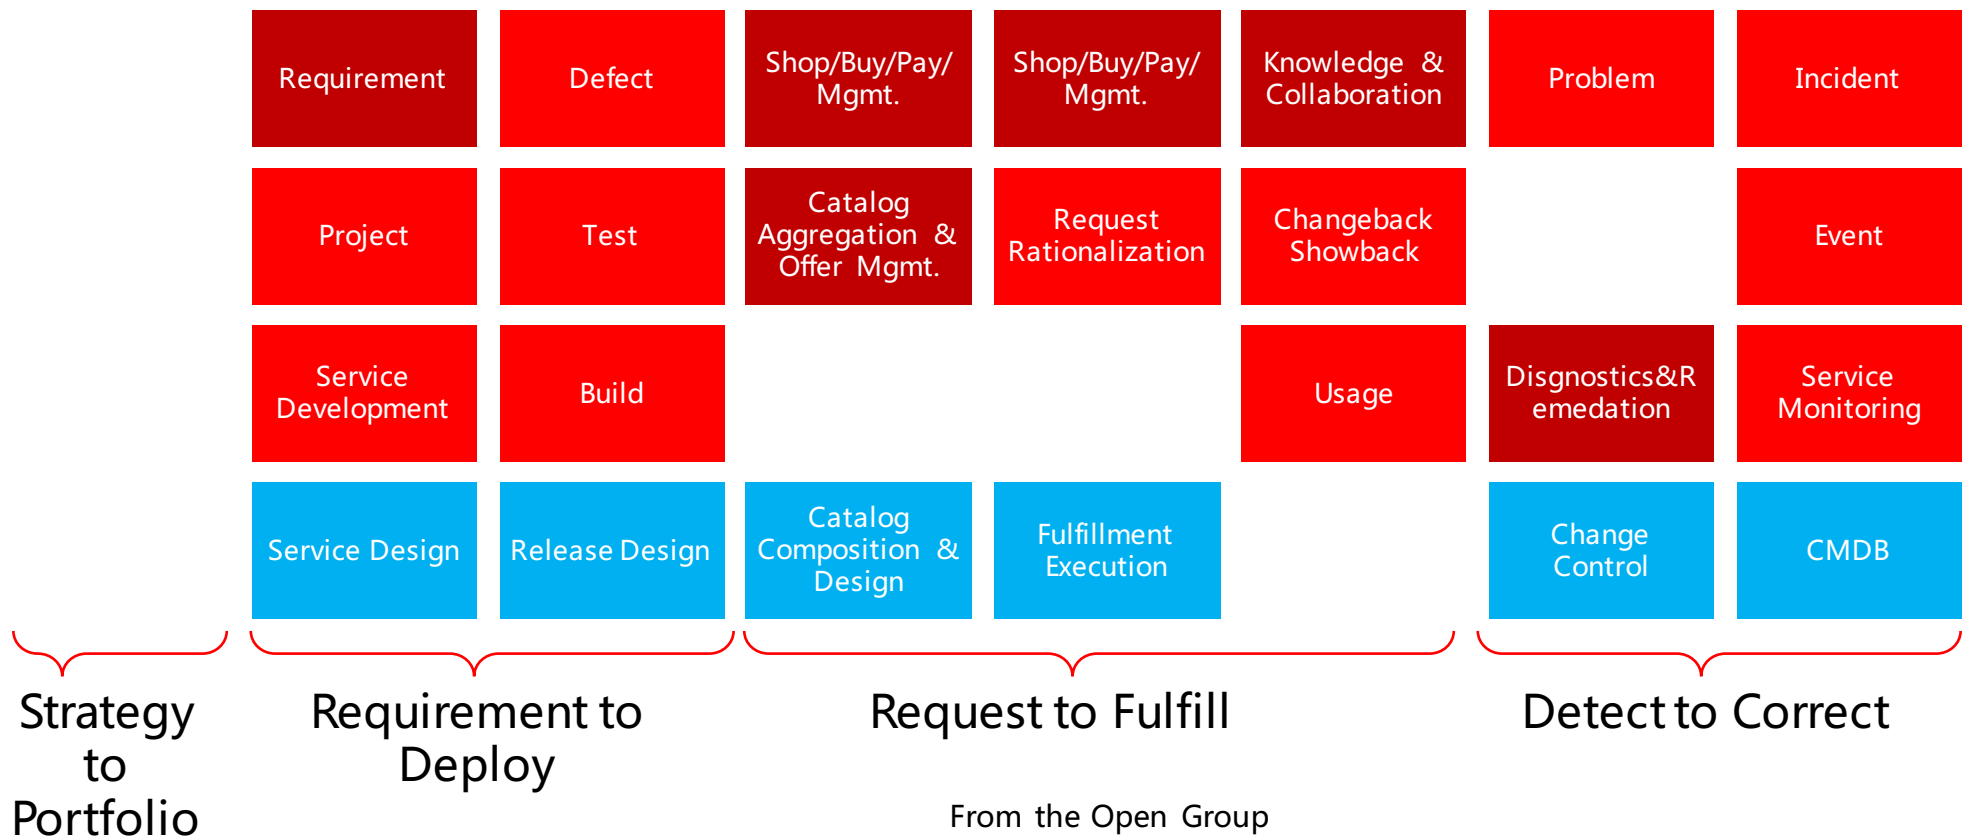 Requirement
Defect
Shop/Buy/Pay/
Mgmt.
Shop/Buy/Pay/
Mgmt.
Knowledge &
Collaboration
Problem
Incident
Project
Test
Catalog
Aggregation &
Offer Mgmt.
Request
Rationalization
Changeback
Showback
Event
Service
Development
Build
Usage
Disgnostics&R
emedation
Service
Monitoring
Service Design
Release Design
Catalog
Composition &
Design
Fulfillment
Execution
Change
Control
CMDB
Strategy
to
Portfolio
Requirement to
Deploy
Request to Fulfill
Detect to Correct
From the Open Group